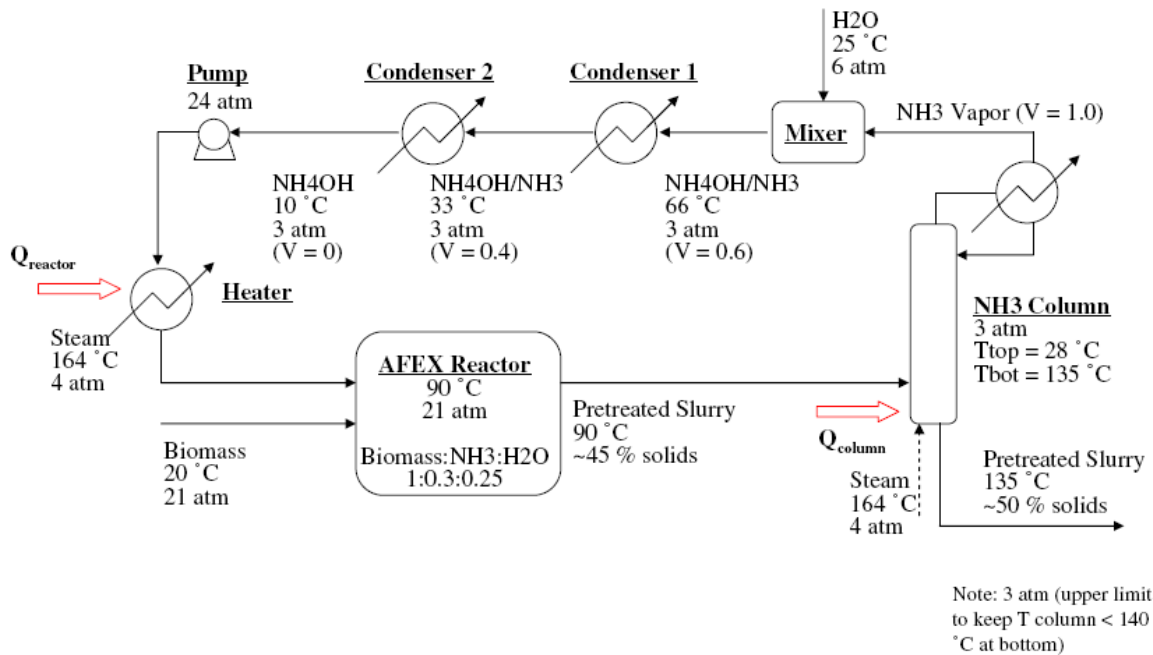 H2O
25 ˚C
6 atm
Pump
24 atm
Condenser 2
Condenser 1
Mixer
NH3 Vapor (V = 1.0)
NH4OH
10 ˚C
3 atm
(V = 0)
NH4OH/NH3
33 ˚C
3 atm
(V = 0.4)
NH4OH/NH3
66 ˚C
3 atm
(V = 0.6)
Qreactor
Heater
Steam
164 ˚C
4 atm
NH3 Column
3 atm
Ttop = 28 ˚C
Tbot = 135 ˚C
AFEX Reactor
90 ˚C
21 atm
Biomass:NH3:H2O
1:0.3:0.25
Biomass
20 ˚C
21 atm
Pretreated Slurry
90 ˚C
~45 % solids
Qcolumn
Steam
164 ˚C
4 atm
Pretreated Slurry
135 ˚C
~50 % solids
Note: 3 atm (upper limit
to keep T column < 140
˚C at bottom)